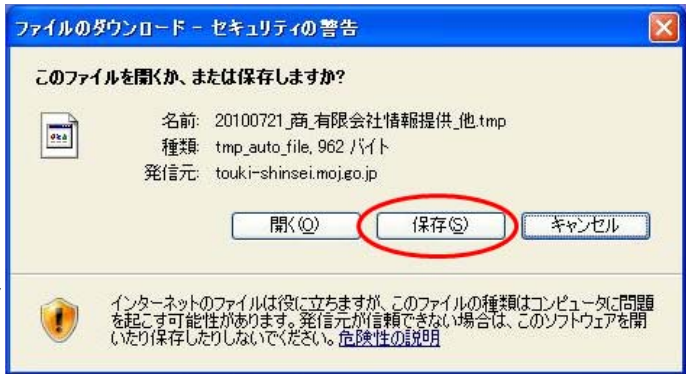 ファイルのダウンロード - セキュリティの警告
このファイルを開くか、または保存しますか?
名前: 20100721_商_有限会社情報提供_他.tmp
種類: tmp_auto_file, 962 バイト
発信元: touki-shinsei.moj.go.jp
開く(O) 保存(S) キャンセル
インターネットのファイルは役に立ちますが、このファイルの種類はコンピュータに問題
を起こす可能性があります。発信元が信頼できない場合は、このソフトウェアを開
いたり保存したりしないでください。危険性の説明